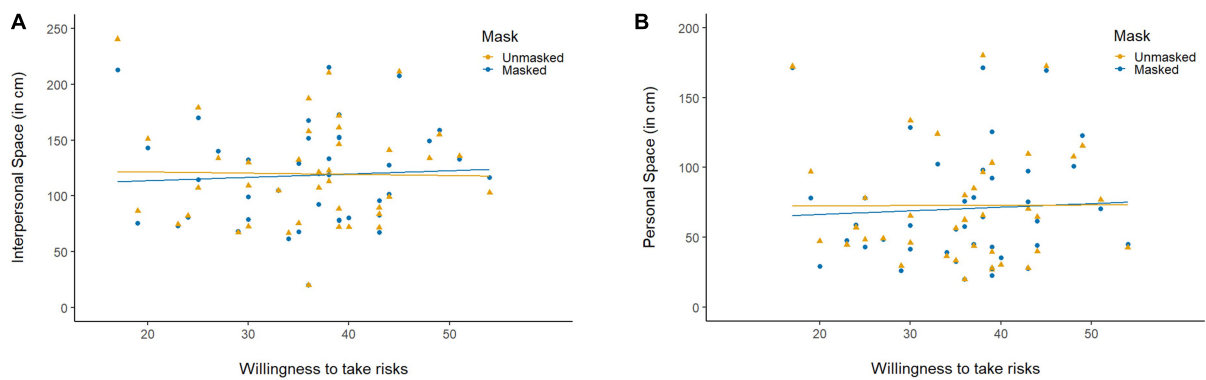 A
Interpersonal Space (in cm)
250
200
150
100
50
0
20
30
40
50
Willingness to take risks
Mask
Unmasked
Masked
B
Personal Space (in cm)
200
150
100
50
0
20
30
40
50
Willingness to take risks
Mask
Unmasked
Masked